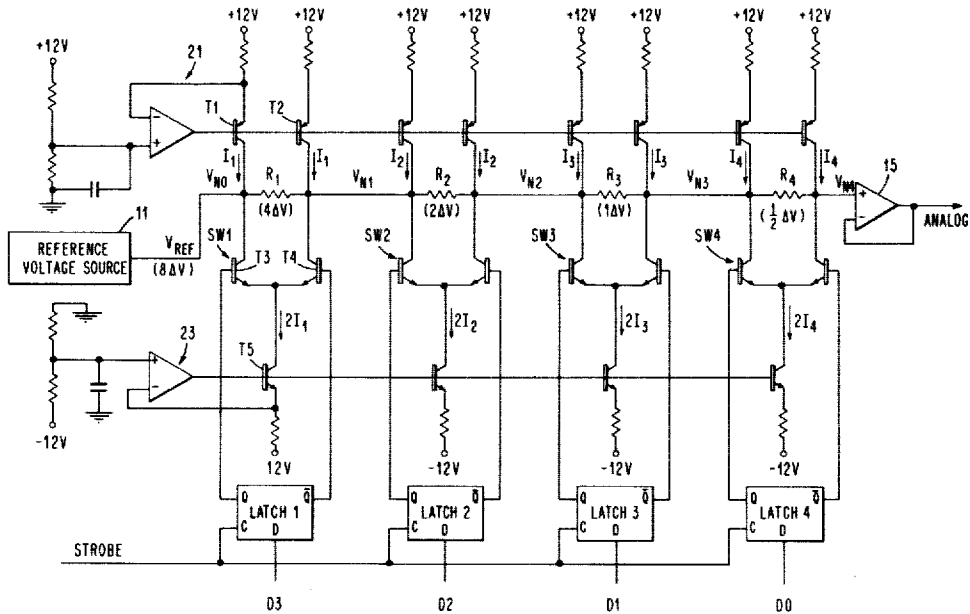 +12V +12V +12V +12V +12V +12V +12V +12V
+12V
21
T1 T2
I1 I1 I2 I2 I3 I3 I4 I4
15
VN0 R1 VN1 R2 VN2 R3 VN3 R4 VN4
(4ΔV) (2ΔV) (1ΔV) (½ΔV)
ANALOG
11
REFERENCE
VOLTAGE SOURCE
VREF
(8ΔV)
SW1 T3 T4 SW2 SW3 SW4
2I1 2I2 2I3 2I4
23
T5
-12V
12V -12V -12V -12V
Q Q̅ Q Q̅ Q Q̅ Q Q̅
LATCH 1 LATCH 2 LATCH 3 LATCH 4
C D C D C D C D
STROBE
D3 D2 D1 D0